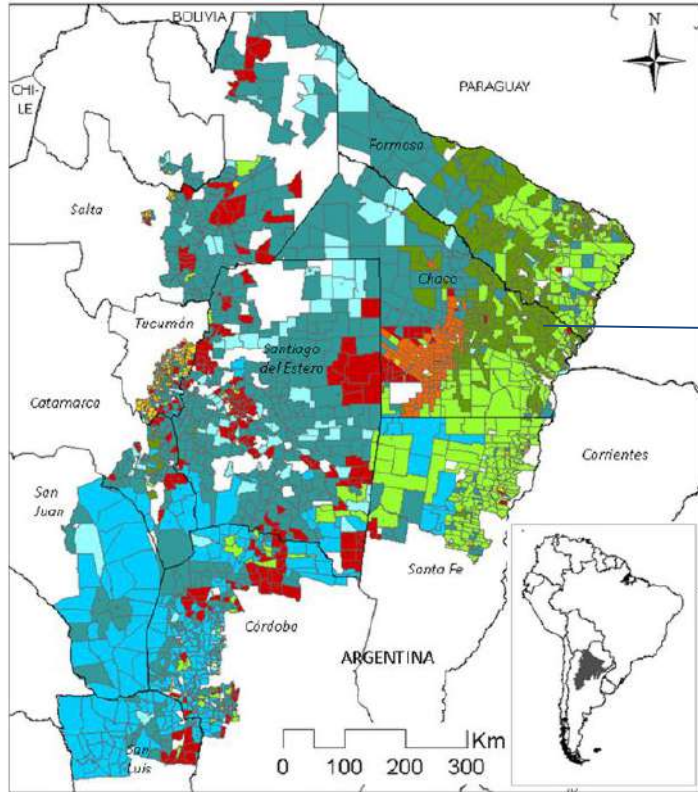 BOLIVIA
N
CHI-
LE
PARAGUAY
Formosa
Salta
Chaco
Tucumán
Santiago
del Estero
Catamarca
Corrientes
San
Juan
Santa Fe
Córdoba
ARGENTINA
San
Luis
Km
0 100 200 300